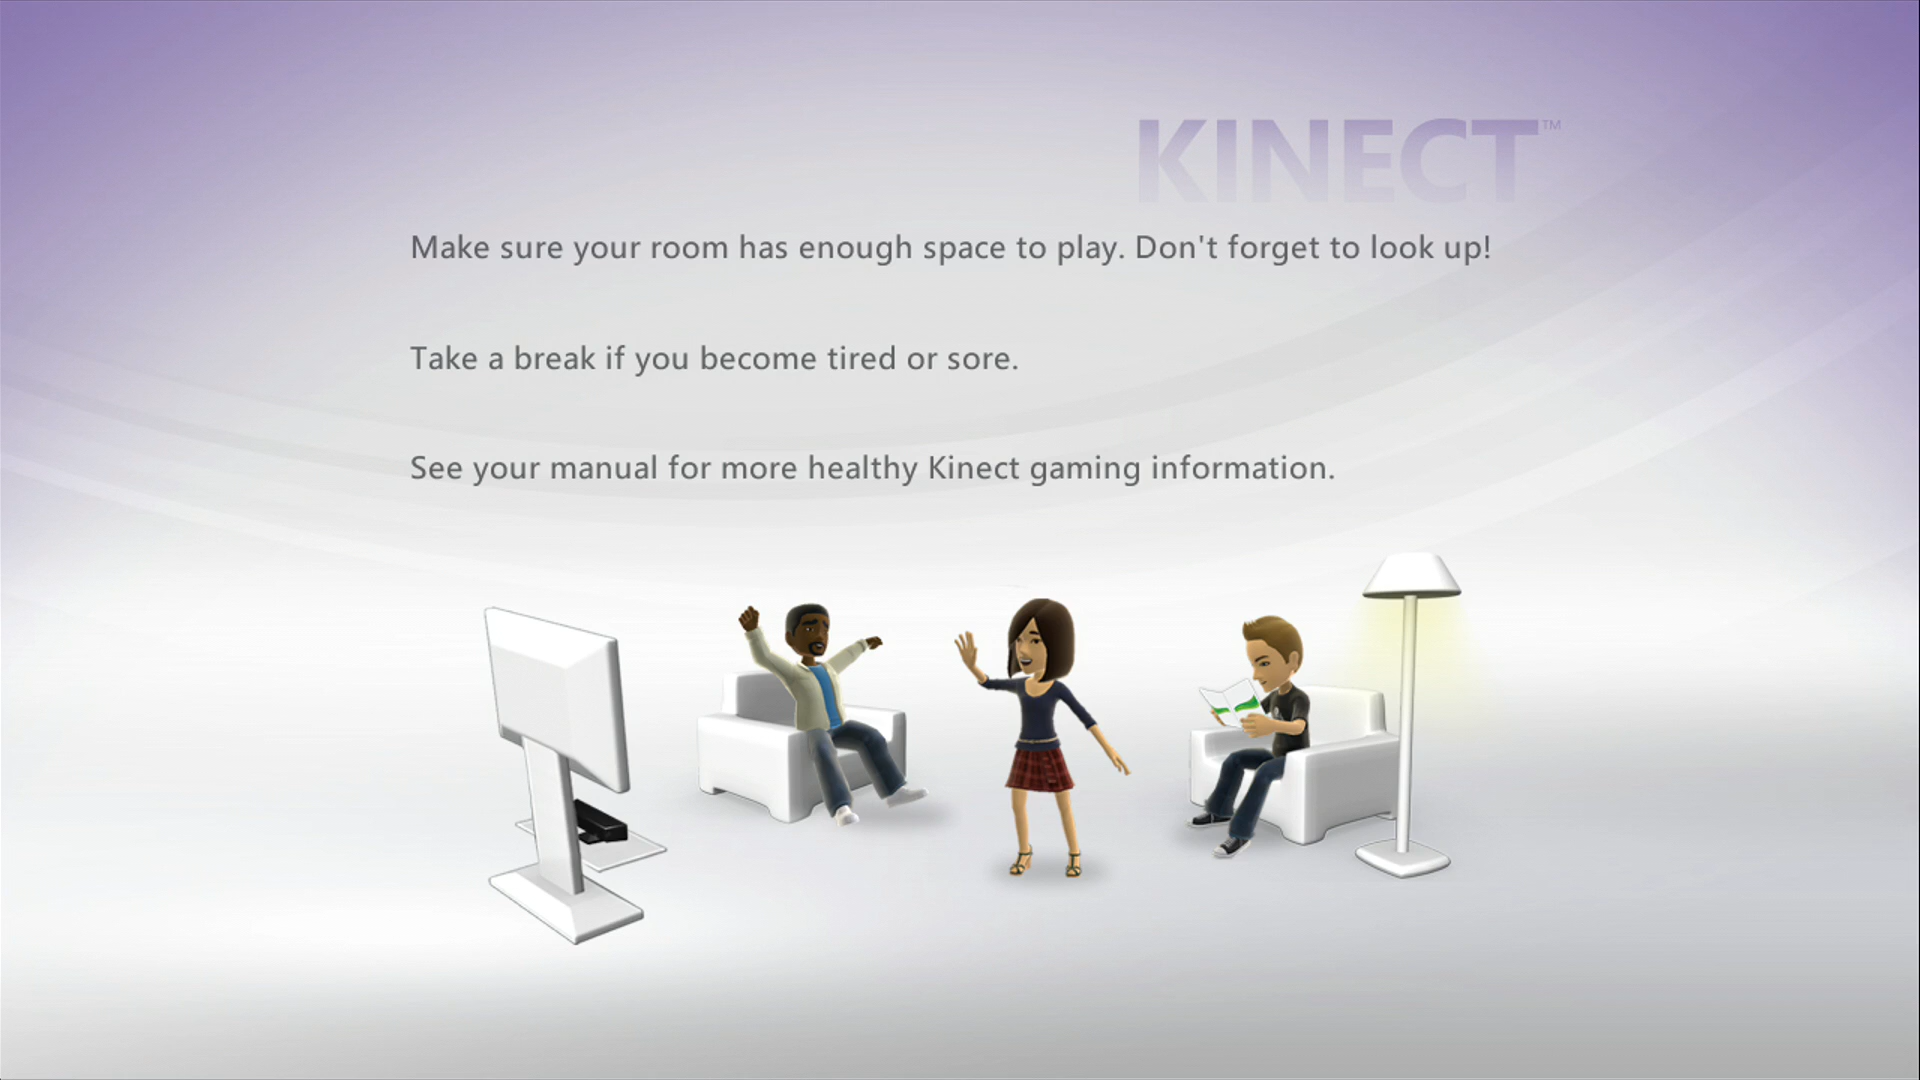 KINECT™
Make sure your room has enough space to play. Don't forget to look up!
Take a break if you become tired or sore.
See your manual for more healthy Kinect gaming information.